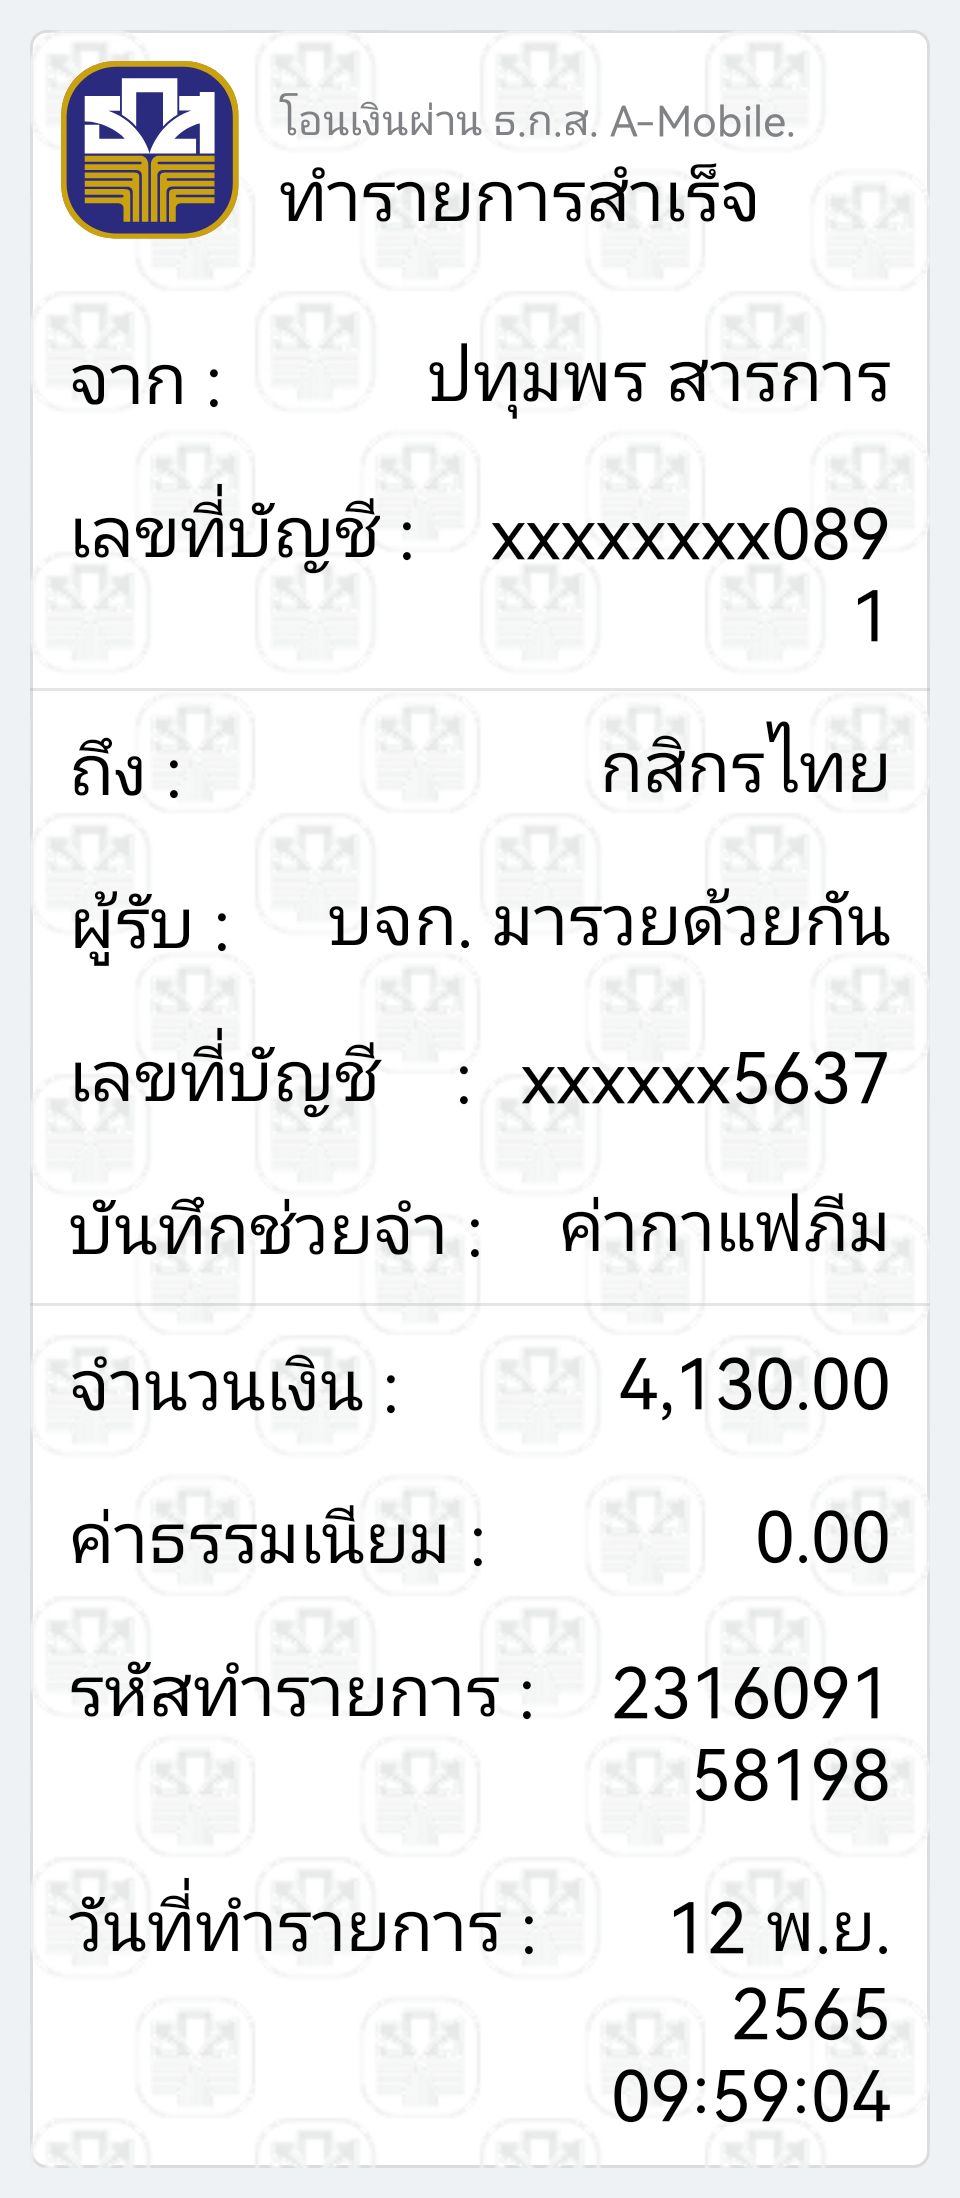 โอนเงินผ่าน ธ.ก.ส. A-Mobile.
ทำรายการสำเร็จ
จาก : ปทุมพร สารการ
เลขที่บัญชี : xxxxxxxx089
1
ถึง : กสิกรไทย
ผู้รับ : บจก. มารวยด้วยกัน
เลขที่บัญชี : xxxxxx5637
บันทึกช่วยจำ : ค่ากาแฟภีม
จำนวนเงิน : 4,130.00
ค่าธรรมเนียม : 0.00
รหัสทำรายการ : 2316091
58198
วันที่ทำรายการ : 12 พ.ย.
2565
09:59:04